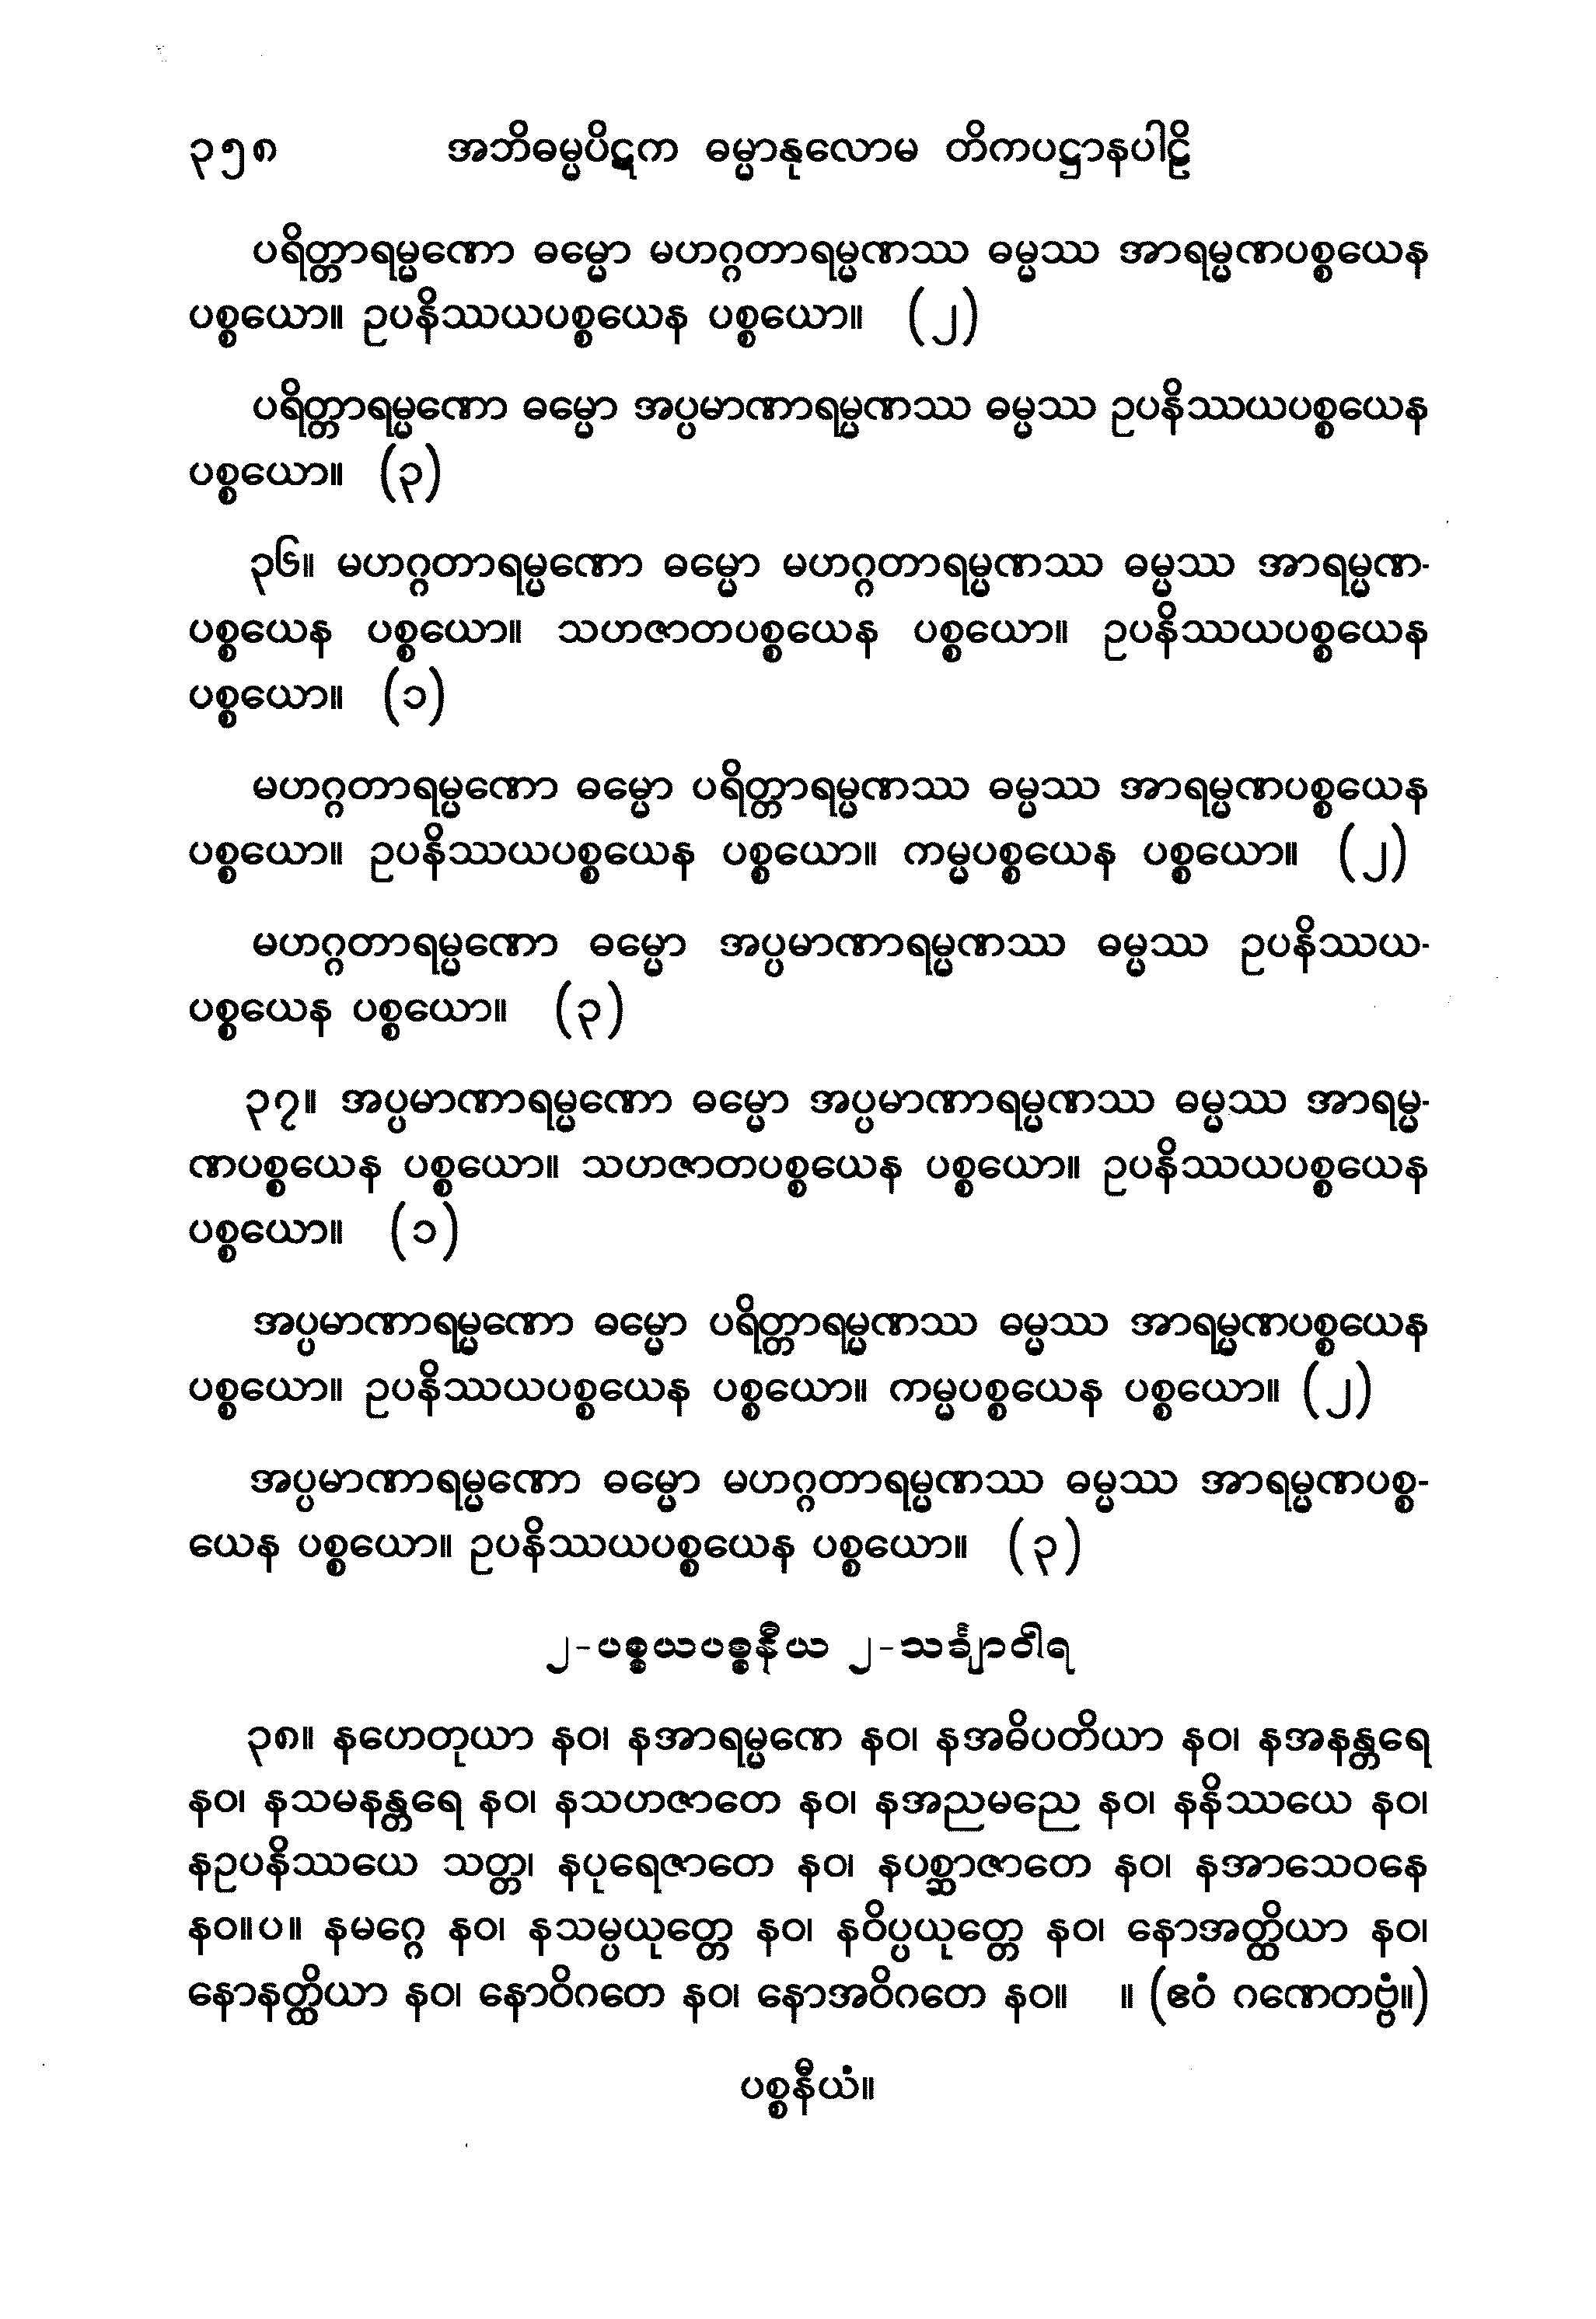 ၃၅၈ အဘိဓမ္မပိဋက ဓမ္မာနုလောမ တိကပဋ္ဌာနပါဠိ
ပရိတ္တာရမ္မဏော ဓမ္မော မဟဂ္ဂတာရမ္မဏဿ ဓမ္မဿ အာရမ္မဏပစ္စယေန
ပစ္စယော။ ဥပနိဿယပစ္စယေန ပစ္စယော။ (၂)
ပရိတ္တာရမ္မဏော ဓမ္မော အပ္ပမာဏာရမ္မဏဿ ဓမ္မဿ ဥပနိဿယပစ္စယေန
ပစ္စယော။ (၃)
၃၆။ မဟဂ္ဂတာရမ္မဏော ဓမ္မော မဟဂ္ဂတာရမ္မဏဿ ဓမ္မဿ အာရမ္မဏ-
ပစ္စယေန ပစ္စယော။ သဟဇာတပစ္စယေန ပစ္စယော။ ဥပနိဿယပစ္စယေန
ပစ္စယော။ (၁)
မဟဂ္ဂတာရမ္မဏော ဓမ္မော ပရိတ္တာရမ္မဏဿ ဓမ္မဿ အာရမ္မဏပစ္စယေန
ပစ္စယော။ ဥပနိဿယပစ္စယေန ပစ္စယော။ ကမ္မပစ္စယေန ပစ္စယော။ (၂)
မဟဂ္ဂတာရမ္မဏော ဓမ္မော အပ္ပမာဏာရမ္မဏဿ ဓမ္မဿ ဥပနိဿယ-
ပစ္စယေန ပစ္စယော။ (၃)
၃၇။ အပ္ပမာဏာရမ္မဏော ဓမ္မော အပ္ပမာဏာရမ္မဏဿ ဓမ္မဿ အာရမ္မ-
ဏပစ္စယေန ပစ္စယော။ သဟဇာတပစ္စယေန ပစ္စယော။ ဥပနိဿယပစ္စယေန
ပစ္စယော။ (၁)
အပ္ပမာဏာရမ္မဏော ဓမ္မော ပရိတ္တာရမ္မဏဿ ဓမ္မဿ အာရမ္မဏပစ္စယေန
ပစ္စယော။ ဥပနိဿယပစ္စယေန ပစ္စယော။ ကမ္မပစ္စယေန ပစ္စယော။ (၂)
အပ္ပမာဏာရမ္မဏော ဓမ္မော မဟဂ္ဂတာရမ္မဏဿ ဓမ္မဿ အာရမ္မဏပစ္စ-
ယေန ပစ္စယော။ ဥပနိဿယပစ္စယေန ပစ္စယော။ (၃)
၂-ပစ္စယပစ္စနီယ ၂-သင်္ချာဝါရ
၃၈။ နဟေတုယာ နဝ၊ နအာရမ္မဏေ နဝ၊ နအဓိပတိယာ နဝ၊ နအနန္တရေ
နဝ၊ နသမနန္တရေ နဝ၊ နသဟဇာတေ နဝ၊ နအညမညေ နဝ၊ နနိဿယေ နဝ၊
နဥပနိဿယေ သတ္တ၊ နပုရေဇာတေ နဝ၊ နပစ္ဆာဇာတေ နဝ၊ နအာသေဝနေ
နဝ။ပ။ နမဂ္ဂေ နဝ၊ နသမ္ပယုတ္တေ နဝ၊ နဝိပ္ပယုတ္တေ နဝ၊ နောအတ္ထိယာ နဝ၊
နောနတ္ထိယာ နဝ၊ နောဝိဂတေ နဝ၊ နောအဝိဂတေ နဝ။ ။ (ဧဝံ ဂဏေတဗ္ဗံ။)
ပစ္စနီယံ။